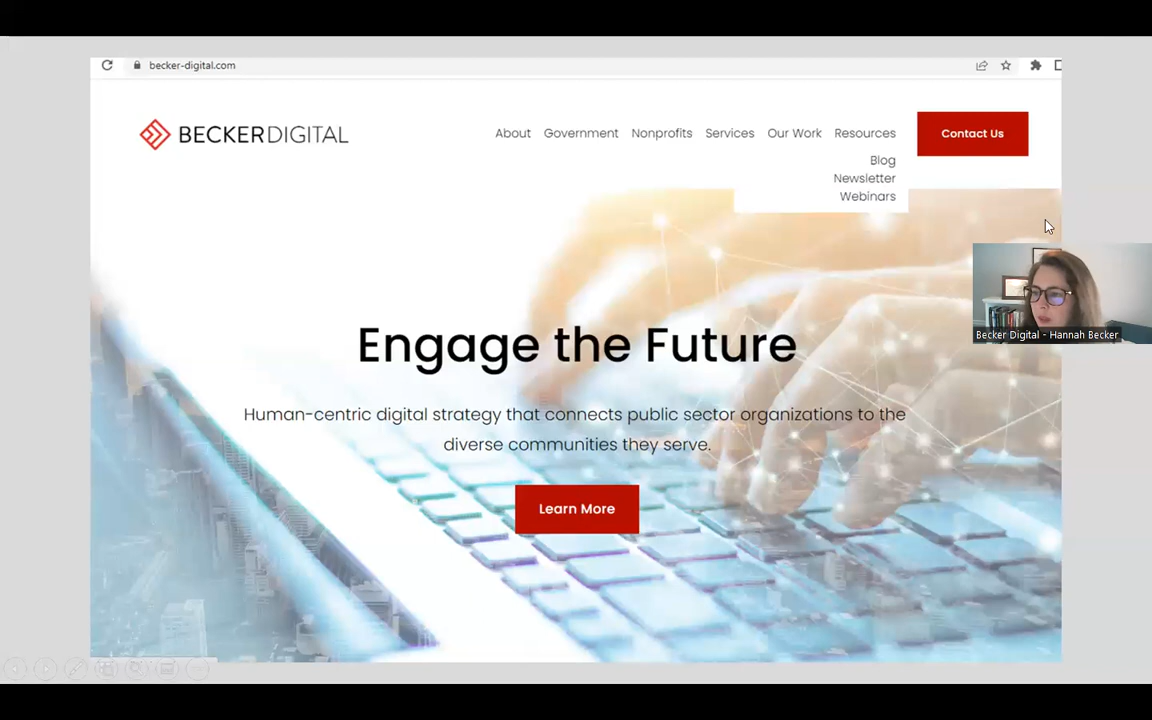 becker-digital.com
BECKERDIGITAL
About Government Nonprofits Services Our Work Resources Contact Us
Blog
Newsletter
Webinars
Engage the Future
Human-centric digital strategy that connects public sector organizations to the
diverse communities they serve.
Learn More
Becker Digital - Hannah Becker